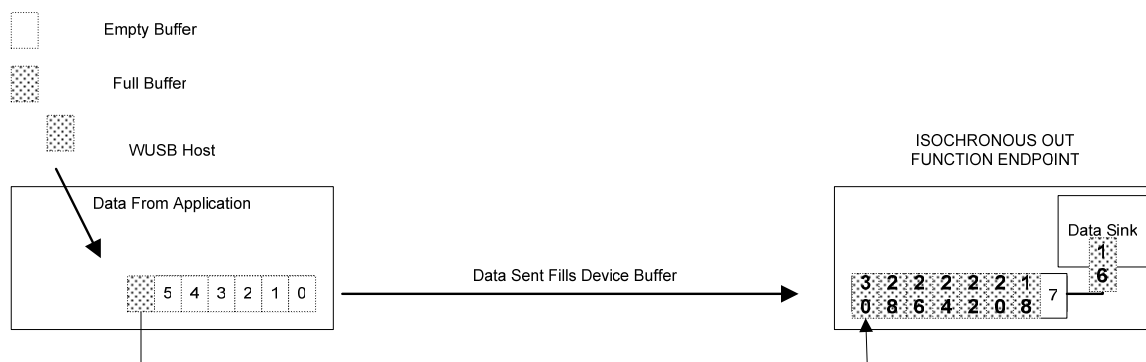 Empty Buffer
Full Buffer
WUSB Host
ISOCHRONOUS OUT
FUNCTION ENDPOINT
Data From Application
Data Sink
Data Sent Fills Device Buffer
5 4 3 2 1 0
30 28 26 24 22 20 18 7
16